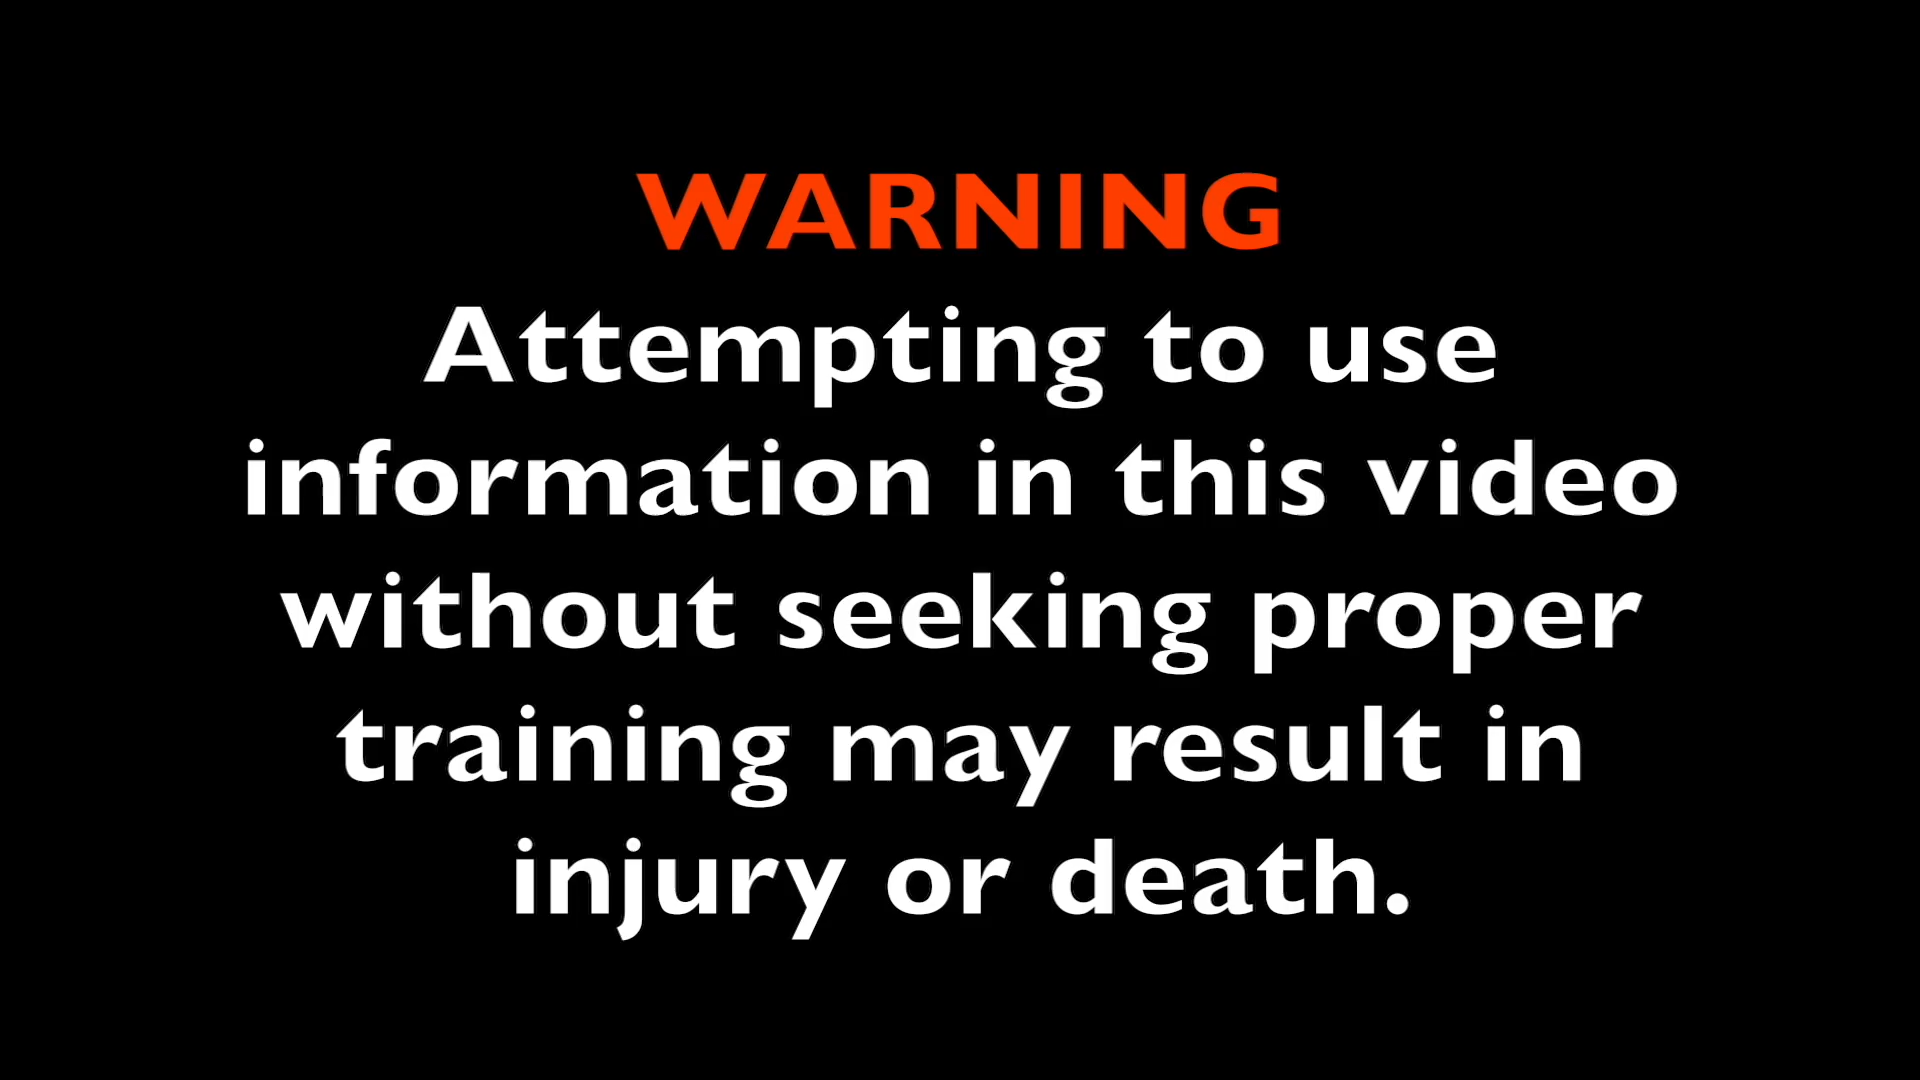 WARNING
Attempting to use
information in this video
without seeking proper
training may result in
injury or death.